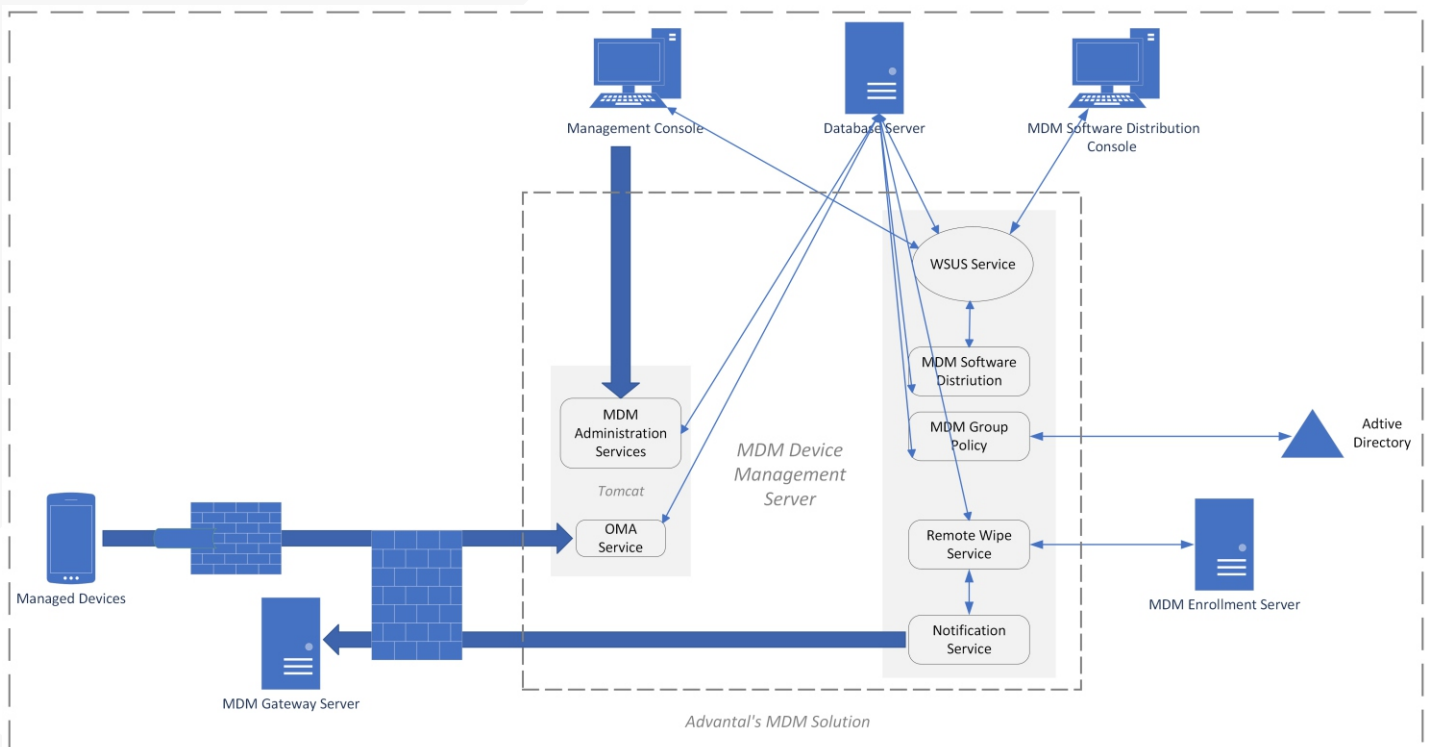 Management Console
Database Server
MDM Software Distribution
Console
WSUS Service
MDM Software
Distriution
MDM Group
Policy
Adtive
Directory
MDM
Administration
Services
MDM Device
Management
Server
Tomcat
OMA
Service
Remote Wipe
Service
Managed Devices
MDM Enrollment Server
Notification
Service
MDM Gateway Server
Advantal's MDM Solution